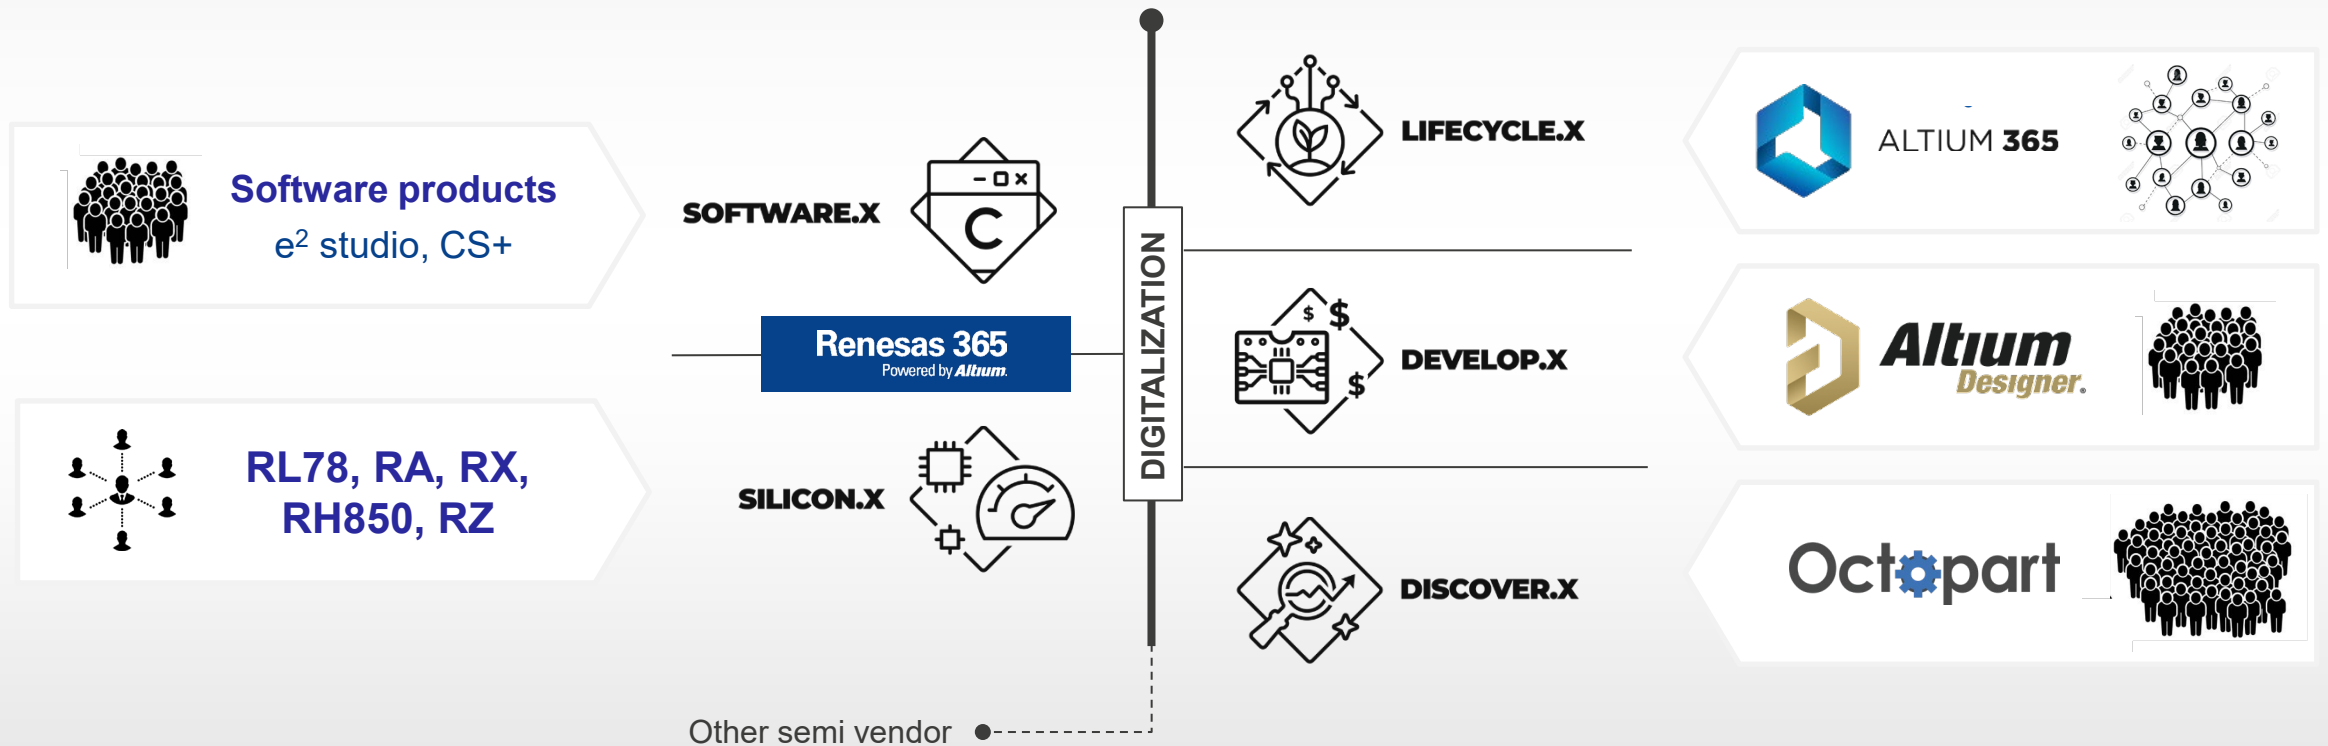 Software products
e² studio, CS+
RL78, RA, RX,
RH850, RZ
SOFTWARE.X
C
Renesas 365
Powered by Altium.
SILICON.X
Other semi vendor
DIGITALIZATION
LIFECYCLE.X
$ $
$
DEVELOP.X
DISCOVER.X
ALTIUM 365
Altium
Designer®
Octopart